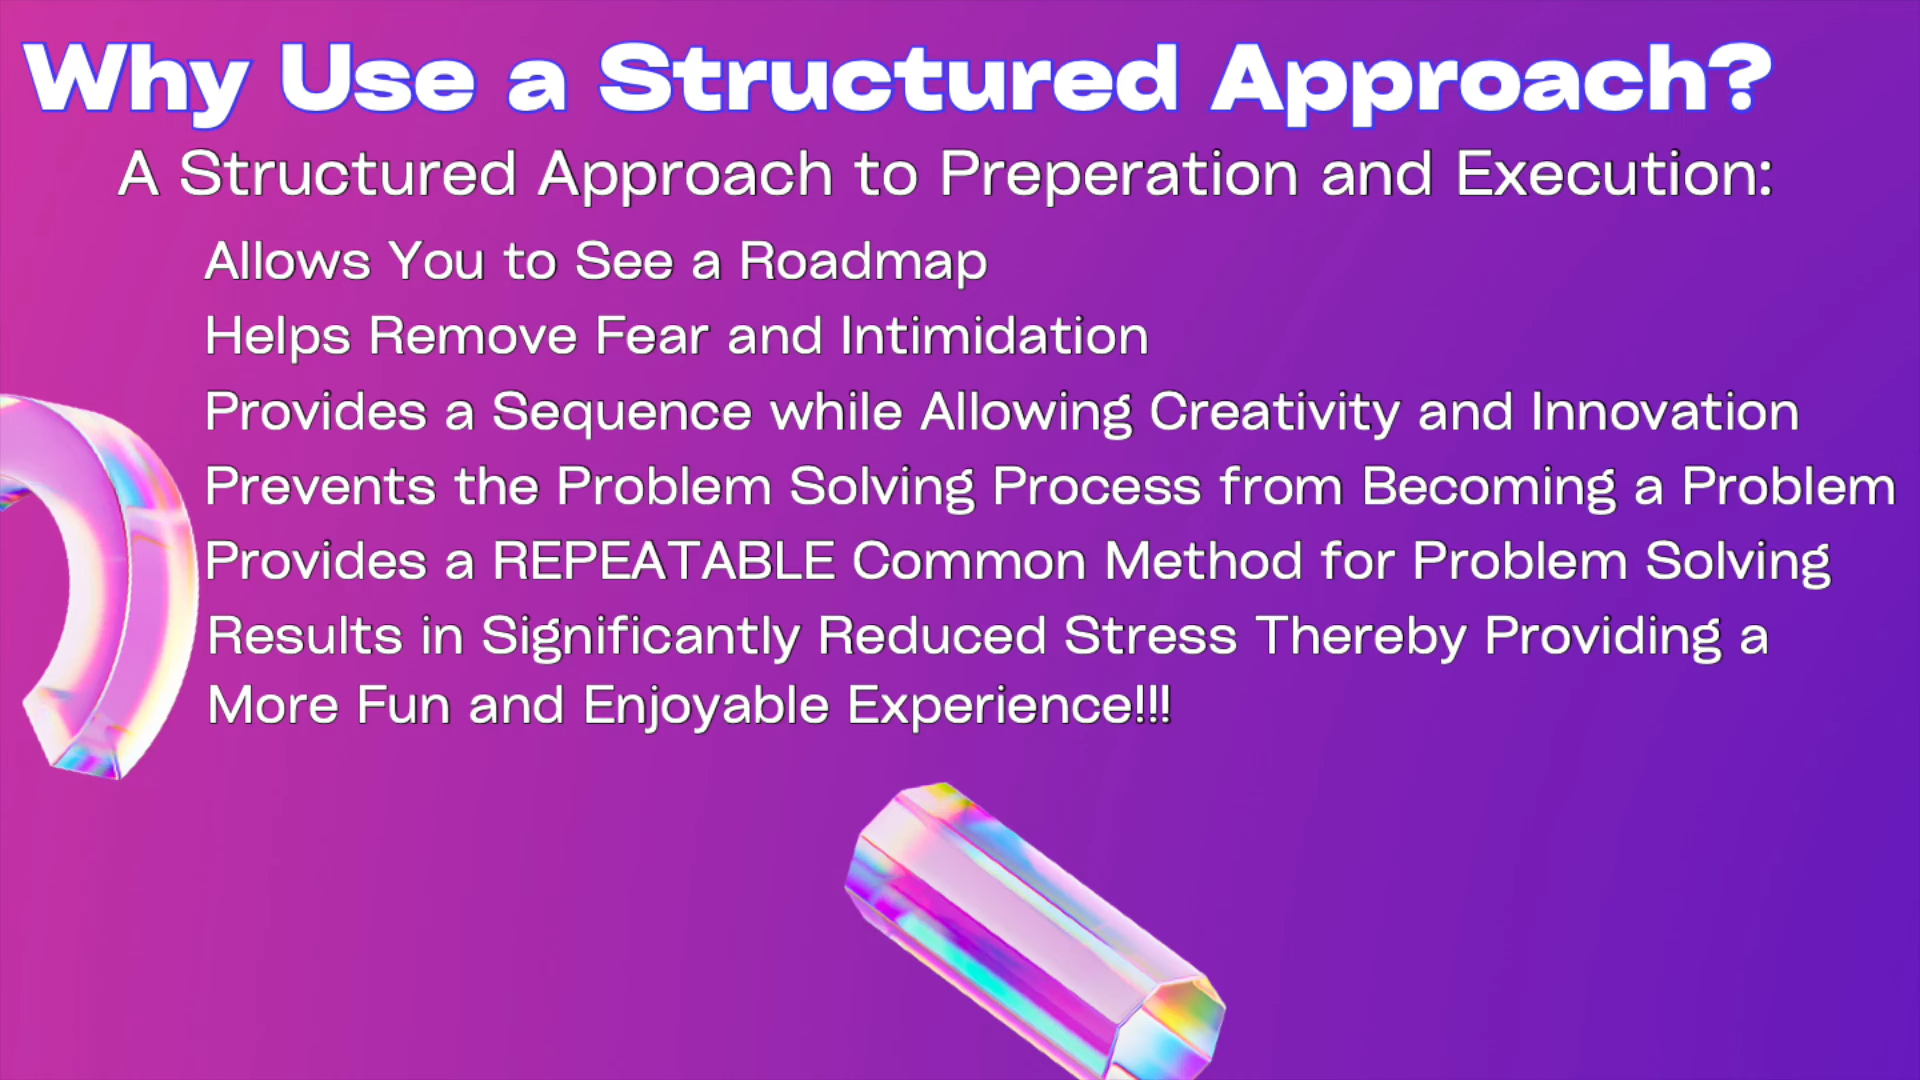 Why Use a Structured Approach?
A Structured Approach to Preperation and Execution:
Allows You to See a Roadmap
Helps Remove Fear and Intimidation
Provides a Sequence while Allowing Creativity and Innovation
Prevents the Problem Solving Process from Becoming a Problem
Provides a REPEATABLE Common Method for Problem Solving
Results in Significantly Reduced Stress Thereby Providing a
More Fun and Enjoyable Experience!!!